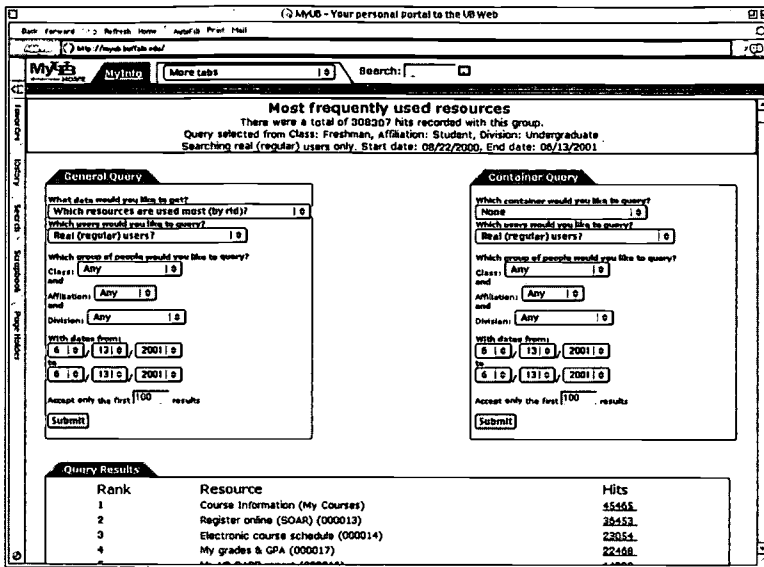 MyUB - Your personal portal to the UB Web
Back Forward Stop Refresh Home AutoFill Print Mail
http://myub.buffalo.edu/
MyUB HOME MyInfo More tabs Search:
Favorites
History
Search
Scrapbook
Page Holder
Most frequently used resources
There were a total of 308307 hits recorded with this group.
Query selected from Class: Freshman, Affiliation: Student, Division: Undergraduate
Searching real (regular) users only. Start date: 08/22/2000, End date: 06/13/2001
General Query
What data would you like to get?
Which resources are used most (by rid)?
Which users would you like to query?
Real (regular) users?
Which group of people would you like to query?
Class: Any
and
Affiliation: Any
and
Division: Any
With dates from:
6 / 13 / 2001
to
6 / 13 / 2001
Accept only the first 100 results
Submit
Container Query
Which container would you like to query?
None
Which users would you like to query?
Real (regular) users?
Which group of people would you like to query?
Class: Any
and
Affiliation: Any
and
Division: Any
With dates from:
6 / 13 / 2001
to
6 / 13 / 2001
Accept only the first 100 results
Submit
Query Results
Rank Resource Hits
1 Course Information (My Courses) 45465
2 Register online (SOAR) (000013) 36453
3 Electronic course schedule (000014) 23054
4 My grades & GPA (000017) 22468